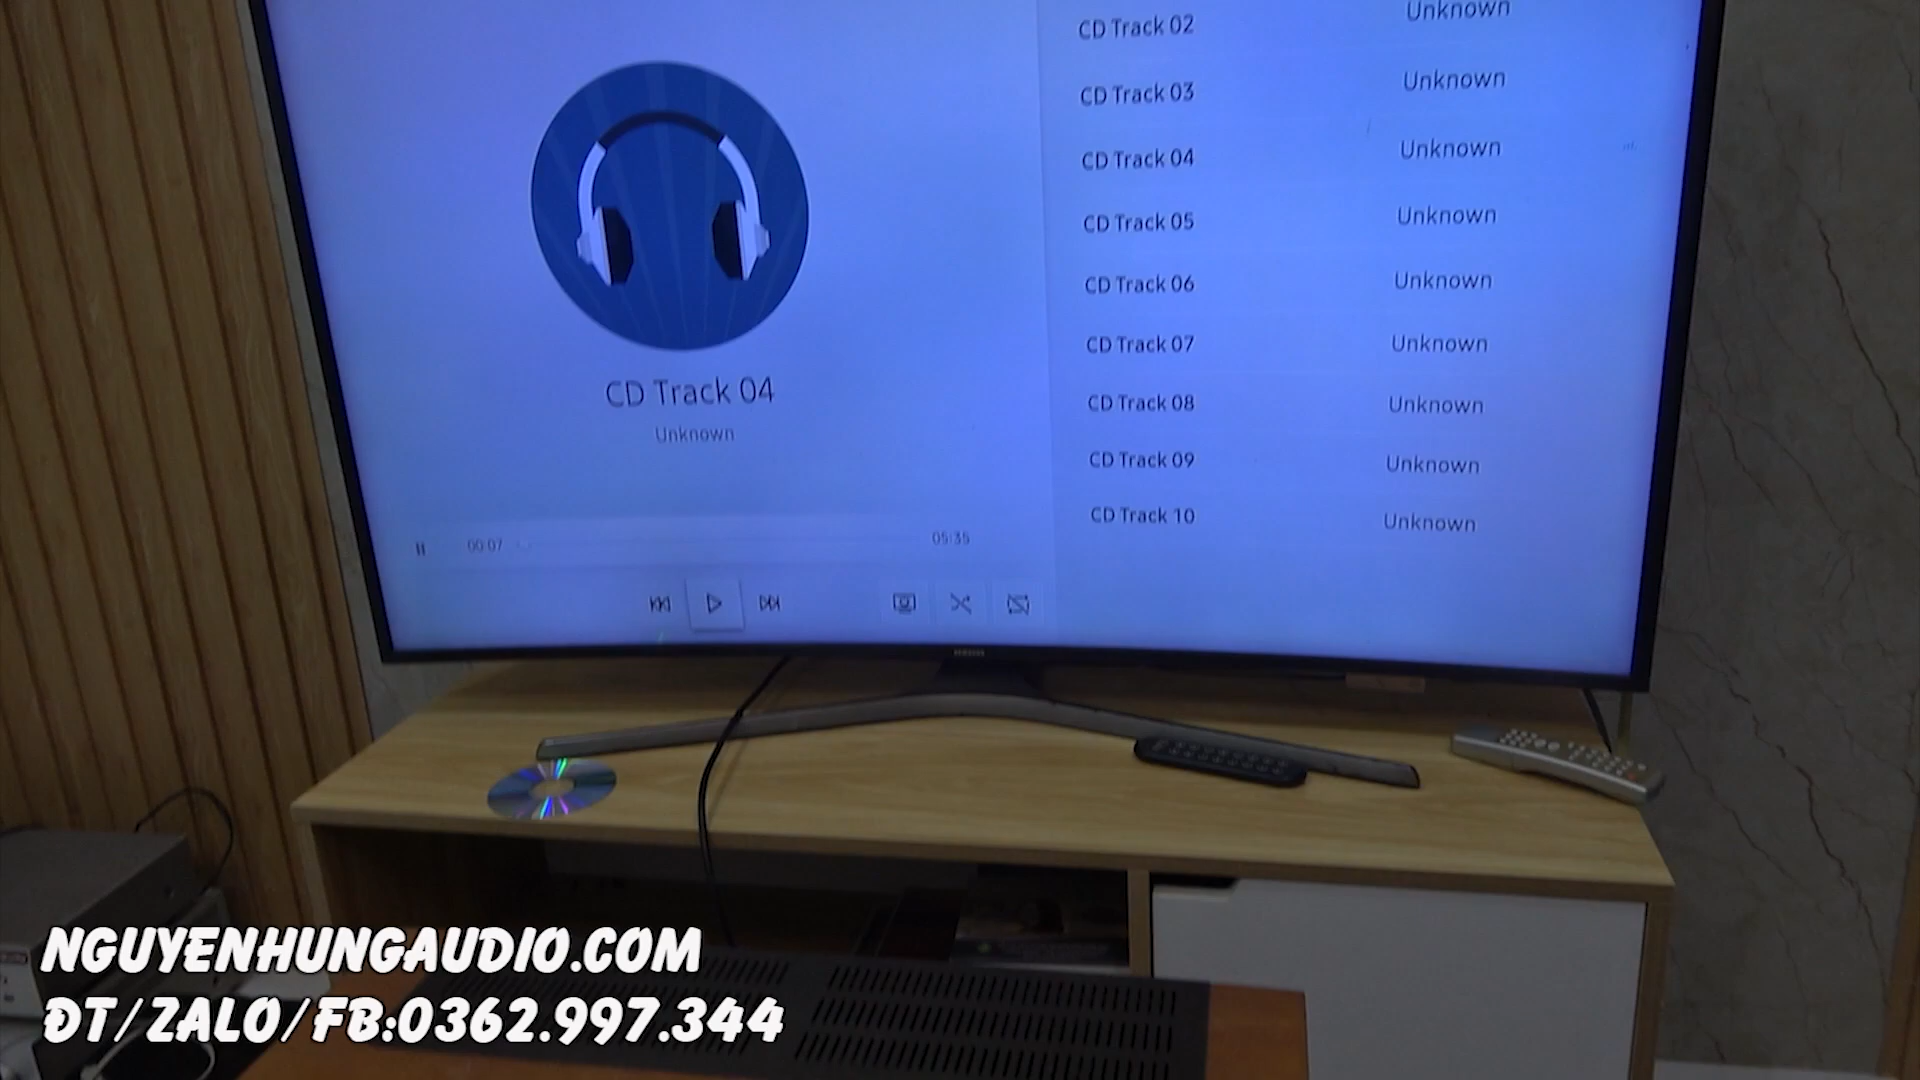 CD Track 02 Unknown
CD Track 03 Unknown
CD Track 04 Unknown
CD Track 05 Unknown
CD Track 06 Unknown
CD Track 07 Unknown
CD Track 08 Unknown
CD Track 09 Unknown
CD Track 10 Unknown
CD Track 04
Unknown
00:07 05:35
SAMSUNG
NGUYENHUNGAUDIO.COM
ĐT/ZALO/FB:0362.997.344